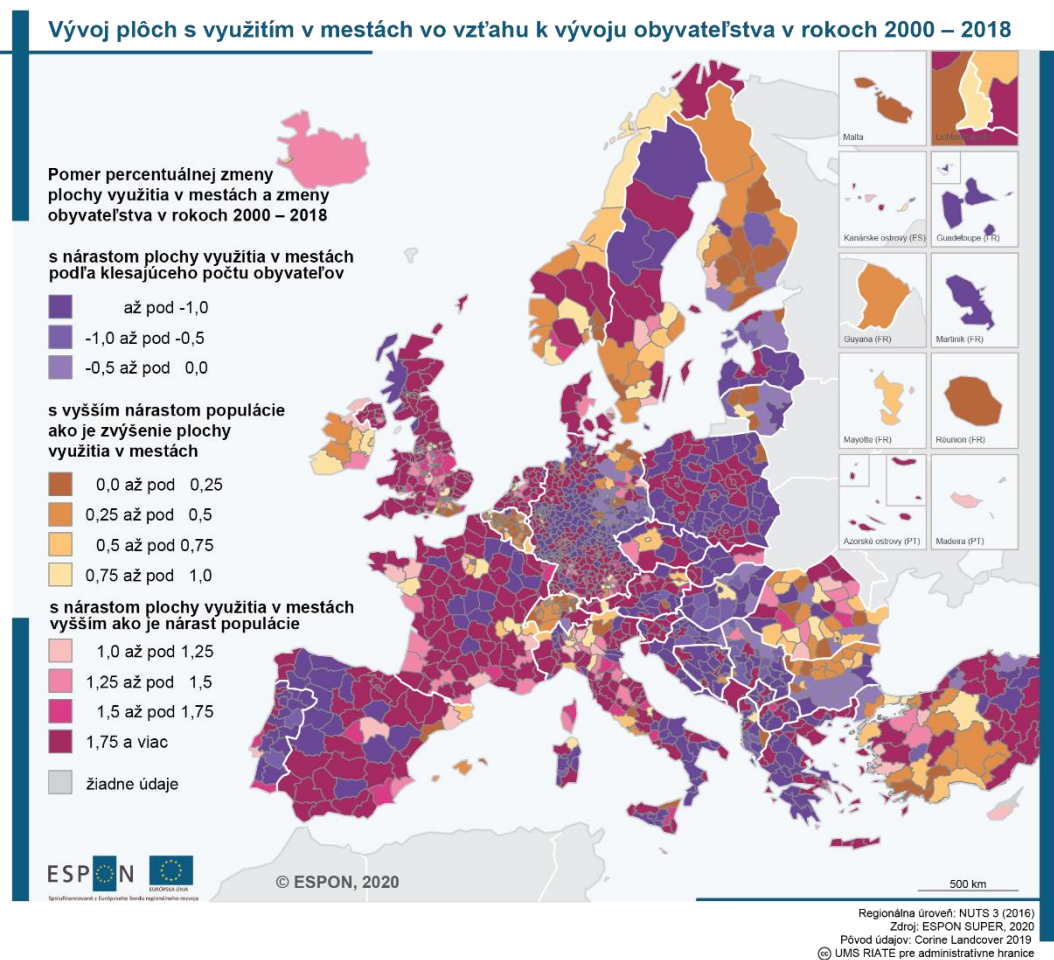 Vývoj plôch s využitím v mestách vo vzťahu k vývoju obyvateľstva v rokoch 2000 – 2018
Pomer percentuálnej zmeny
plochy využitia v mestách a zmeny
obyvateľstva v rokoch 2000 – 2018
s nárastom plochy využitia v mestách
podľa klesajúceho počtu obyvateľov
až pod -1,0
-1,0 až pod -0,5
-0,5 až pod 0,0
s vyšším nárastom populácie
ako je zvýšenie plochy
využitia v mestách
0,0 až pod 0,25
0,25 až pod 0,5
0,5 až pod 0,75
0,75 až pod 1,0
s nárastom plochy využitia v mestách
vyšším ako je nárast populácie
1,0 až pod 1,25
1,25 až pod 1,5
1,5 až pod 1,75
1,75 a viac
žiadne údaje
Malta
Kanárske ostrovy (ES)
Guadeloupe (FR)
Guyana (FR)
Martinik (FR)
Mayotte (FR)
Réunion (FR)
Azorské ostrovy (PT)
Madeira (PT)
ESPON
EURÓPSKA ÚNIA
Spolufinancované z Európskeho fondu regionálneho rozvoja
© ESPON, 2020
500 km
Regionálna úroveň: NUTS 3 (2016)
Zdroj: ESPON SUPER, 2020
Pôvod údajov: Corine Landcover 2019
UMS RIATE pre administratívne hranice